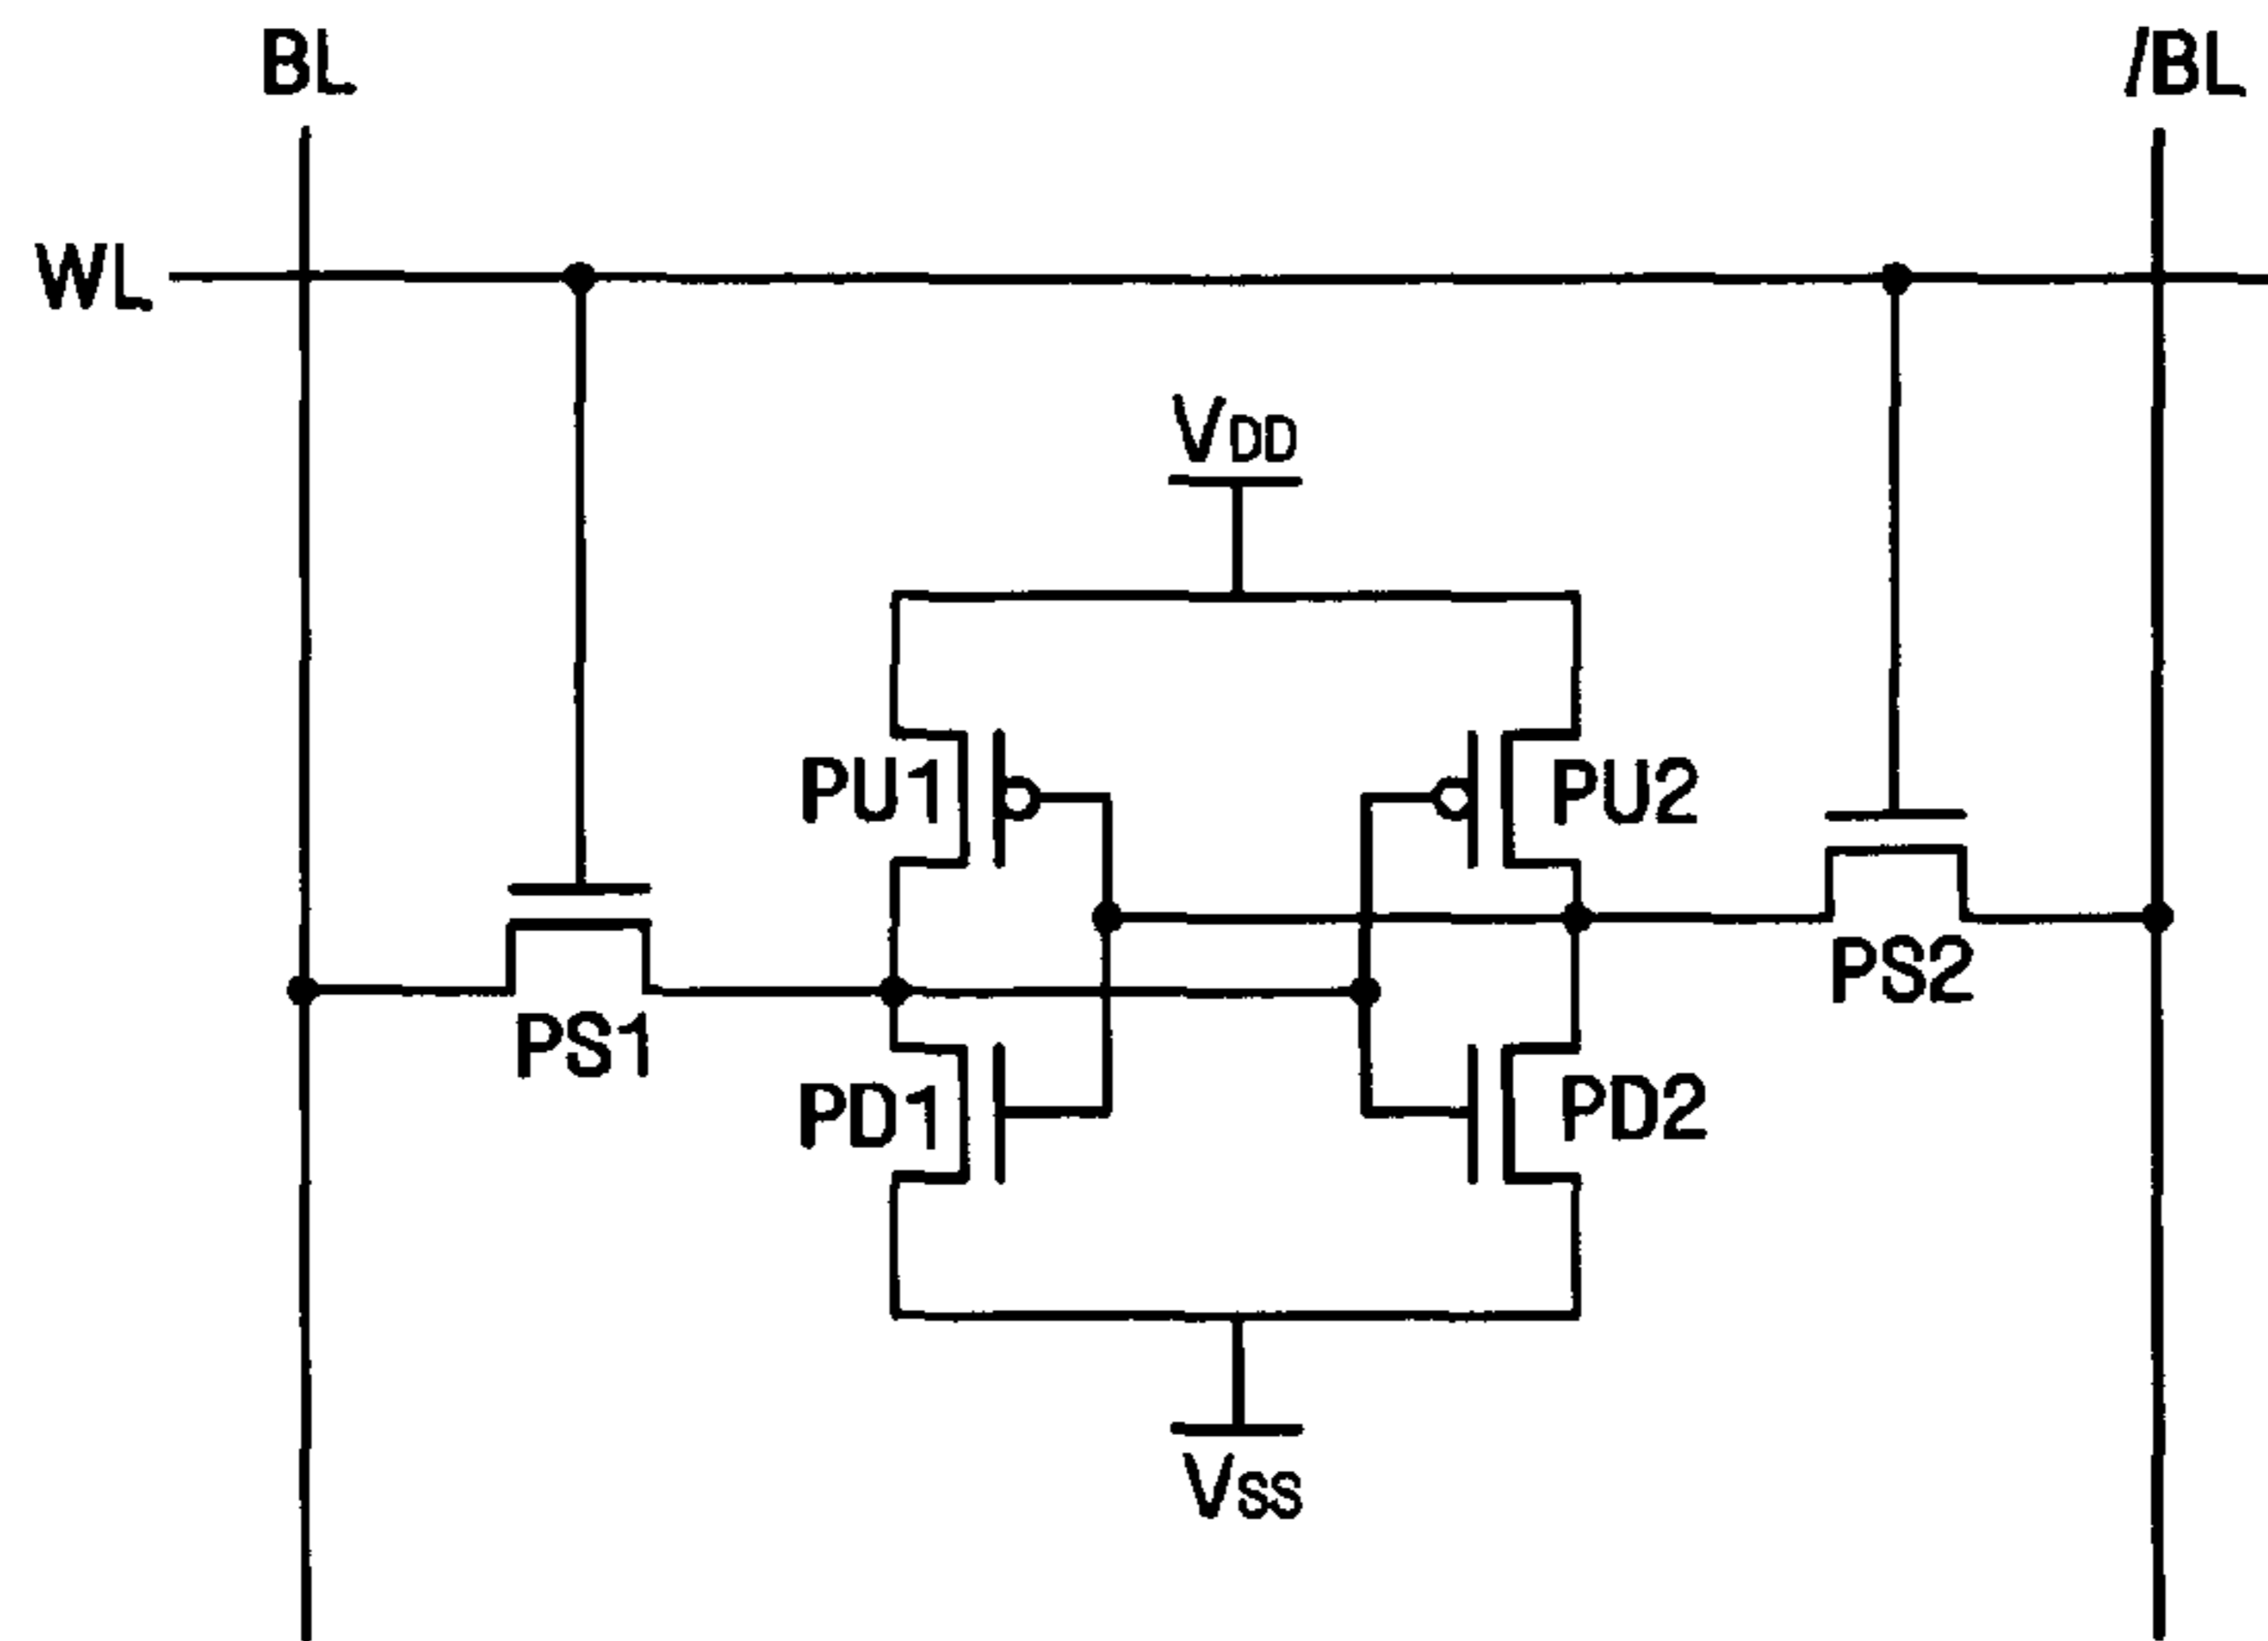 BL
/BL
WL
VDD
PU1
PU2
PS2
PS1
PD1
PD2
VSS